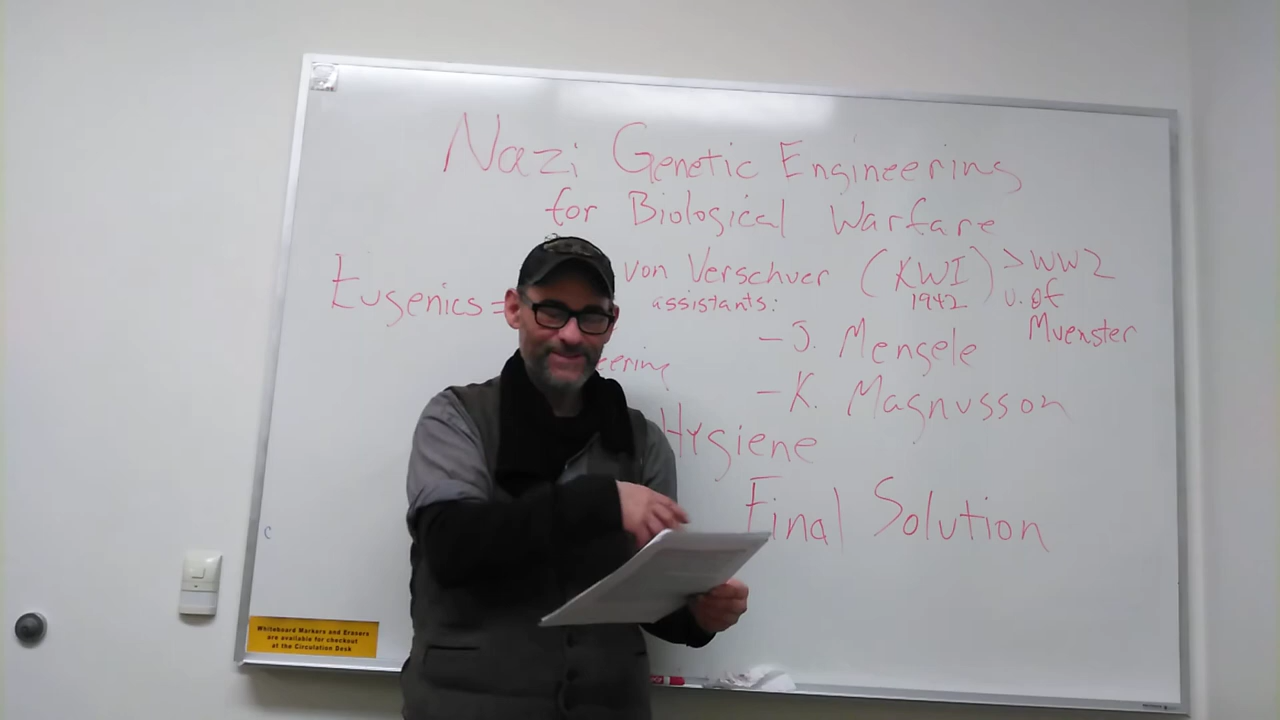 Nazi Genetic Engineering
for Biological Warfare
Eugenics = von Verschuer (KWI) > WW2
1942 U. of
Muenster
assistants:
- J. Mengele
eering
- K. Magnusson
Hygiene
Final Solution
Whiteboard Markers and Erasers
are available for checkout
at the Circulation Desk